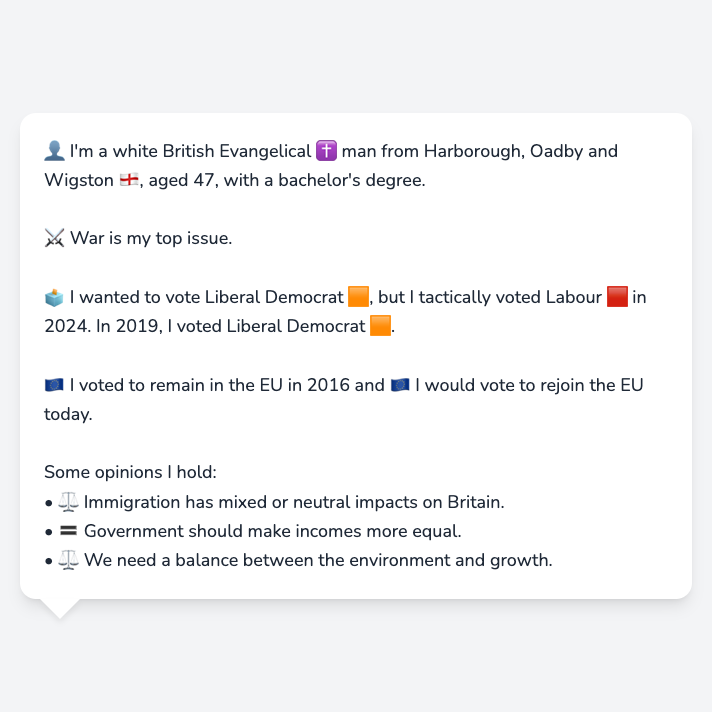 👤 I'm a white British Evangelical ✝️ man from Harborough, Oadby and
Wigston 🏴󠁧󠁢󠁥󠁮󠁧󠁿, aged 47, with a bachelor's degree.
⚔️ War is my top issue.
🗳️ I wanted to vote Liberal Democrat 🟧, but I tactically voted Labour 🟥 in
2024. In 2019, I voted Liberal Democrat 🟧.
🇪🇺 I voted to remain in the EU in 2016 and 🇪🇺 I would vote to rejoin the EU
today.
Some opinions I hold:
• ⚖️ Immigration has mixed or neutral impacts on Britain.
• 🟰 Government should make incomes more equal.
• ⚖️ We need a balance between the environment and growth.